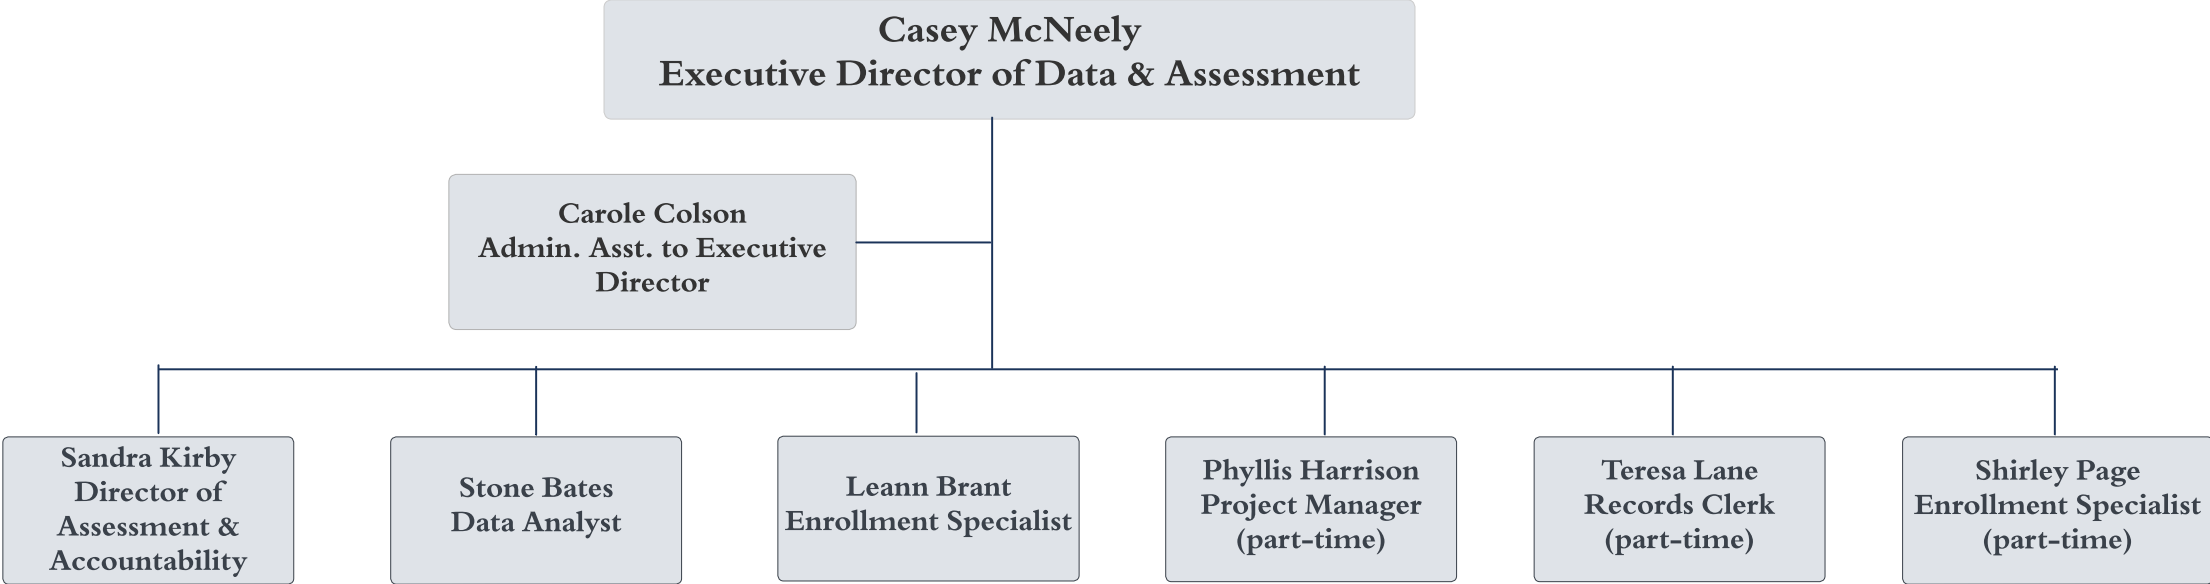 Casey McNeely
Executive Director of Data & Assessment
Carole Colson
Admin. Asst. to Executive
Director
Sandra Kirby
Director of
Assessment &
Accountability
Stone Bates
Data Analyst
Leann Brant
Enrollment Specialist
Phyllis Harrison
Project Manager
(part-time)
Teresa Lane
Records Clerk
(part-time)
Shirley Page
Enrollment Specialist
(part-time)